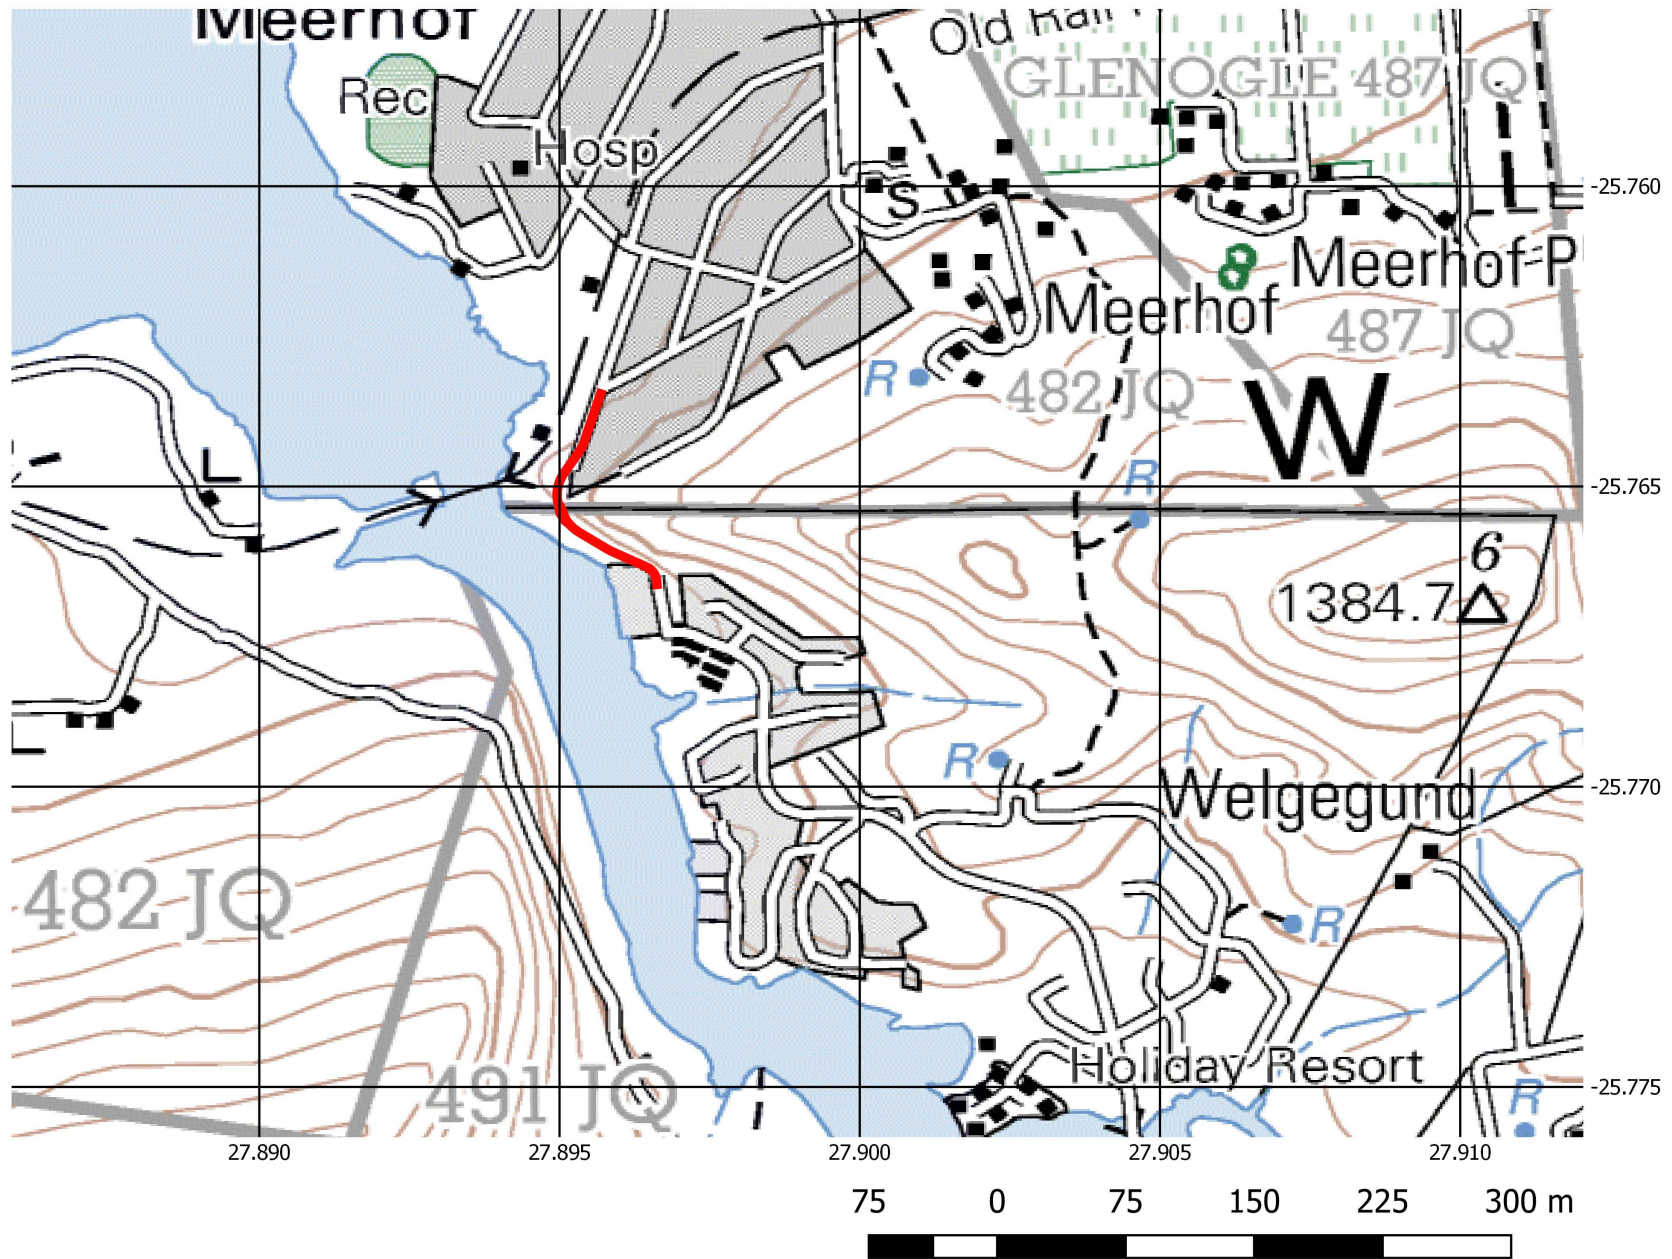 Meerhof
Old Rail
Rec
GLENOGLE 487 JQ
Hosp
-25.760
S
Meerhof P
Meerhof
487 JQ
R
482 JQ
W
L
R
-25.765
6
1384.7
R
Welgegund
-25.770
482 JQ
R
491 JQ
Holiday Resort
-25.775
R
27.890
27.895
27.900
27.905
27.910
75 0 75 150 225 300 m